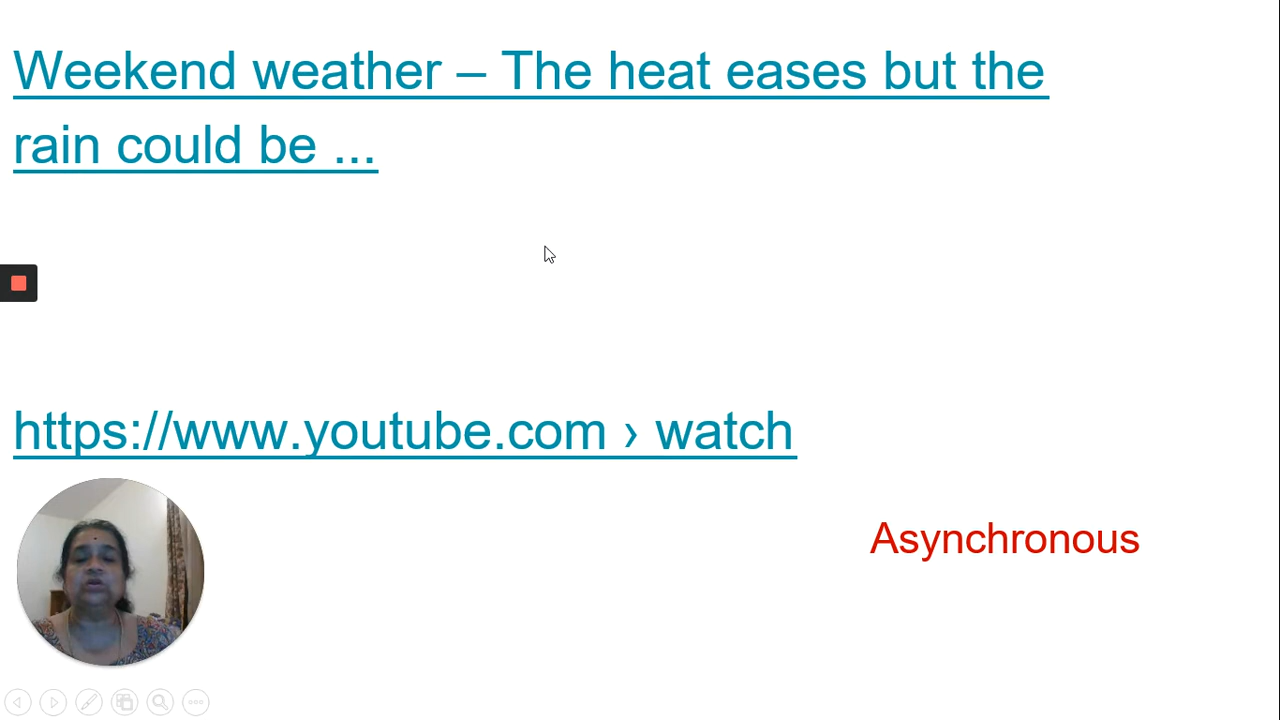 Weekend weather – The heat eases but the
rain could be ...
https://www.youtube.com › watch
Asynchronous